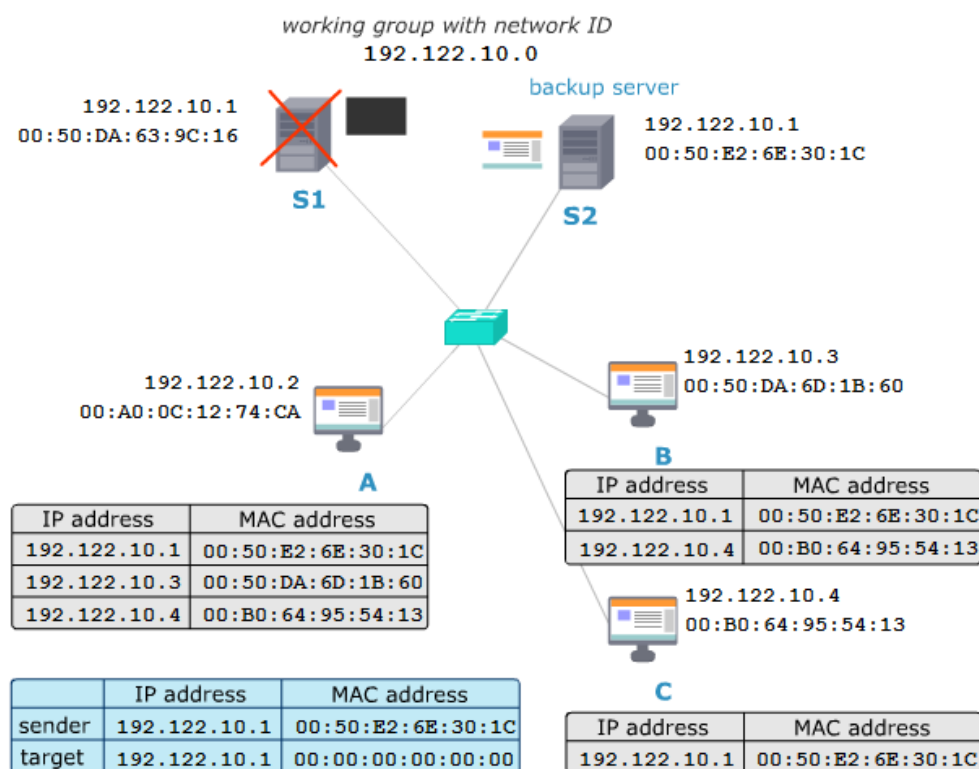 working group with network ID
192.122.10.0
backup server
192.122.10.1
00:50:DA:63:9C:16
S1
192.122.10.1
00:50:E2:6E:30:1C
S2
192.122.10.2
00:A0:0C:12:74:CA
A
192.122.10.3
00:50:DA:6D:1B:60
B
IP address MAC address
192.122.10.1 00:50:E2:6E:30:1C
192.122.10.3 00:50:DA:6D:1B:60
192.122.10.4 00:B0:64:95:54:13
IP address MAC address
192.122.10.1 00:50:E2:6E:30:1C
192.122.10.4 00:B0:64:95:54:13
192.122.10.4
00:B0:64:95:54:13
C
IP address MAC address
sender 192.122.10.1 00:50:E2:6E:30:1C
target 192.122.10.1 00:00:00:00:00:00
IP address MAC address
192.122.10.1 00:50:E2:6E:30:1C